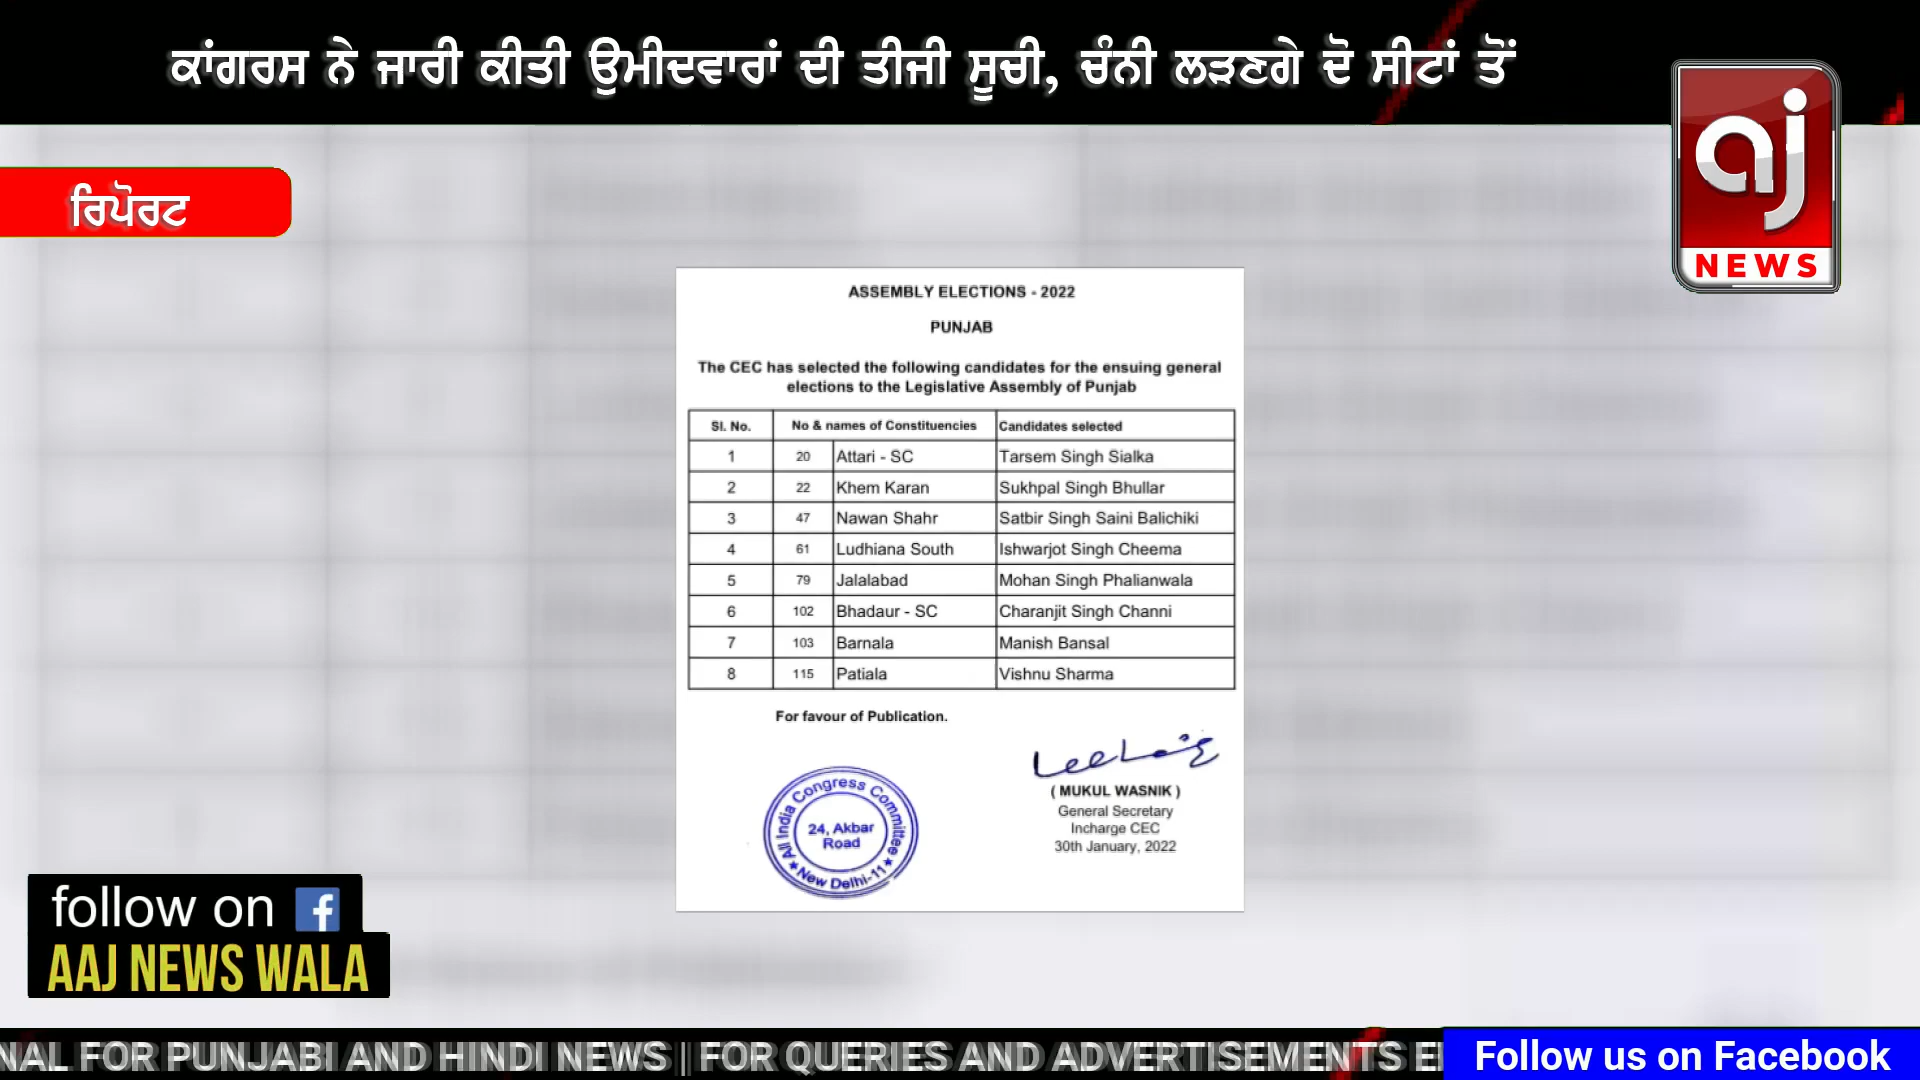 ਕਾਂਗਰਸ ਨੇ ਜਾਰੀ ਕੀਤੀ ਉਮੀਦਵਾਰਾਂ ਦੀ ਤੀਜੀ ਸੂਚੀ, ਚੰਨੀ ਲੜਣਗੇ ਦੋ ਸੀਟਾਂ ਤੋਂ
aj
NEWS
ਰਿਪੋਰਟ
ASSEMBLY ELECTIONS - 2022
PUNJAB
The CEC has selected the following candidates for the ensuing general
elections to the Legislative Assembly of Punjab
Sl. No. No & names of Constituencies Candidates selected
1 20 Attari - SC Tarsem Singh Sialka
2 22 Khem Karan Sukhpal Singh Bhullar
3 47 Nawan Shahr Satbir Singh Saini Balichiki
4 61 Ludhiana South Ishwarjot Singh Cheema
5 79 Jalalabad Mohan Singh Phalianwala
6 102 Bhadaur - SC Charanjit Singh Channi
7 103 Barnala Manish Bansal
8 115 Patiala Vishnu Sharma
For favour of Publication.
( MUKUL WASNIK )
General Secretary
Incharge CEC
30th January, 2022
All India Congress Committee
24, Akbar
Road
New Delhi-11
follow on f
AAJ NEWS WALA
NAL FOR PUNJABI AND HINDI NEWS | FOR QUERIES AND ADVERTISEMENTS
Follow us on Facebook